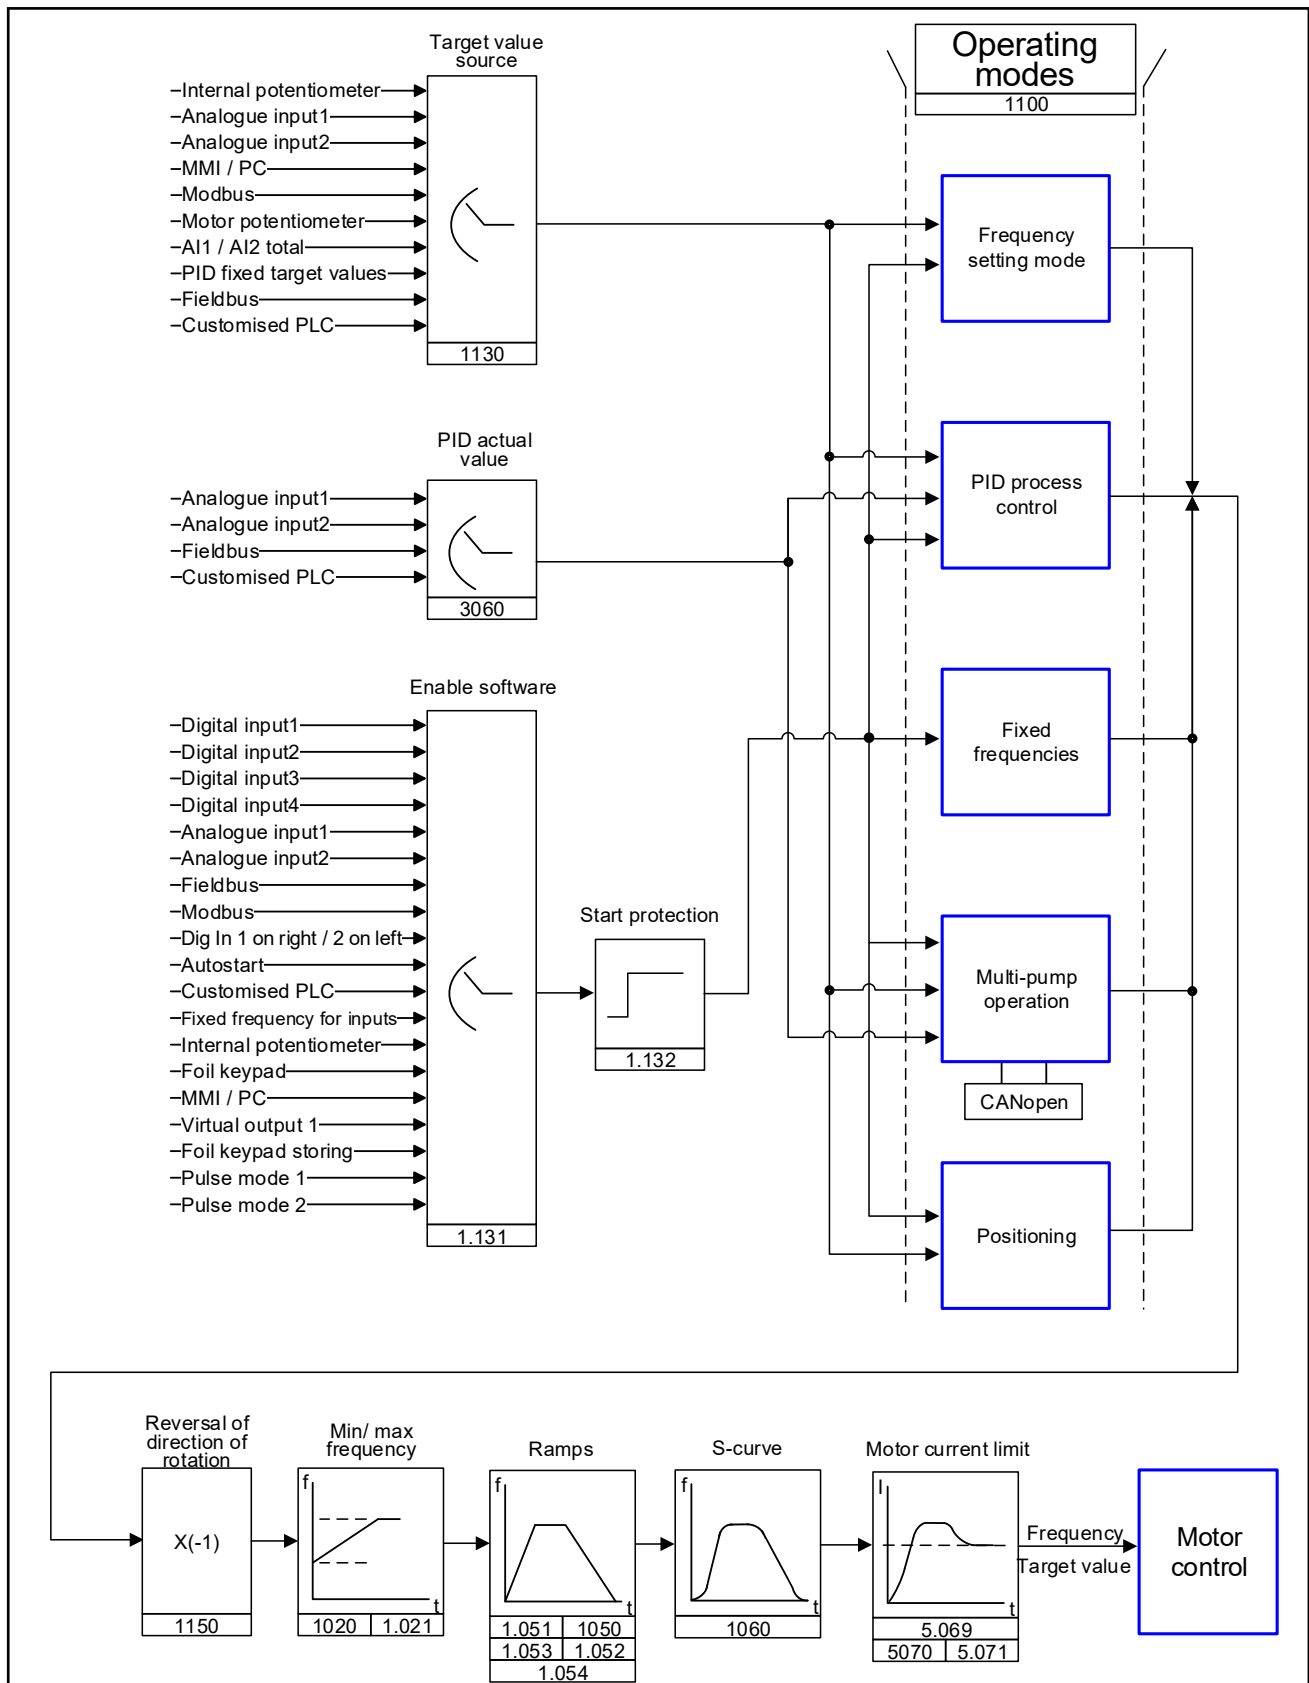 Target value
source
Internal potentiometer
Analogue input1
Analogue input2
MMI / PC
Modbus
Motor potentiometer
AI1 / AI2 total
PID fixed target values
Fieldbus
Customised PLC
1130
Operating
modes
1100
Frequency
setting mode
PID actual
value
Analogue input1
Analogue input2
Fieldbus
Customised PLC
3060
PID process
control
Enable software
Digital input1
Digital input2
Digital input3
Digital input4
Analogue input1
Analogue input2
Fieldbus
Modbus
Dig In 1 on right / 2 on left
Autostart
Customised PLC
Fixed frequency for inputs
Internal potentiometer
Foil keypad
MMI / PC
Virtual output 1
Foil keypad storing
Pulse mode 1
Pulse mode 2
1.131
Start protection
1.132
Fixed
frequencies
Multi-pump
operation
CANopen
Positioning
Reversal of
direction of
rotation
X(-1)
1150
Min/ max
frequency
f
t
1020
1.021
Ramps
f
t
1.051
1050
1.053
1.052
1.054
S-curve
f
t
1060
Motor current limit
I
t
5.069
5070
5.071
Frequency
Target value
Motor
control